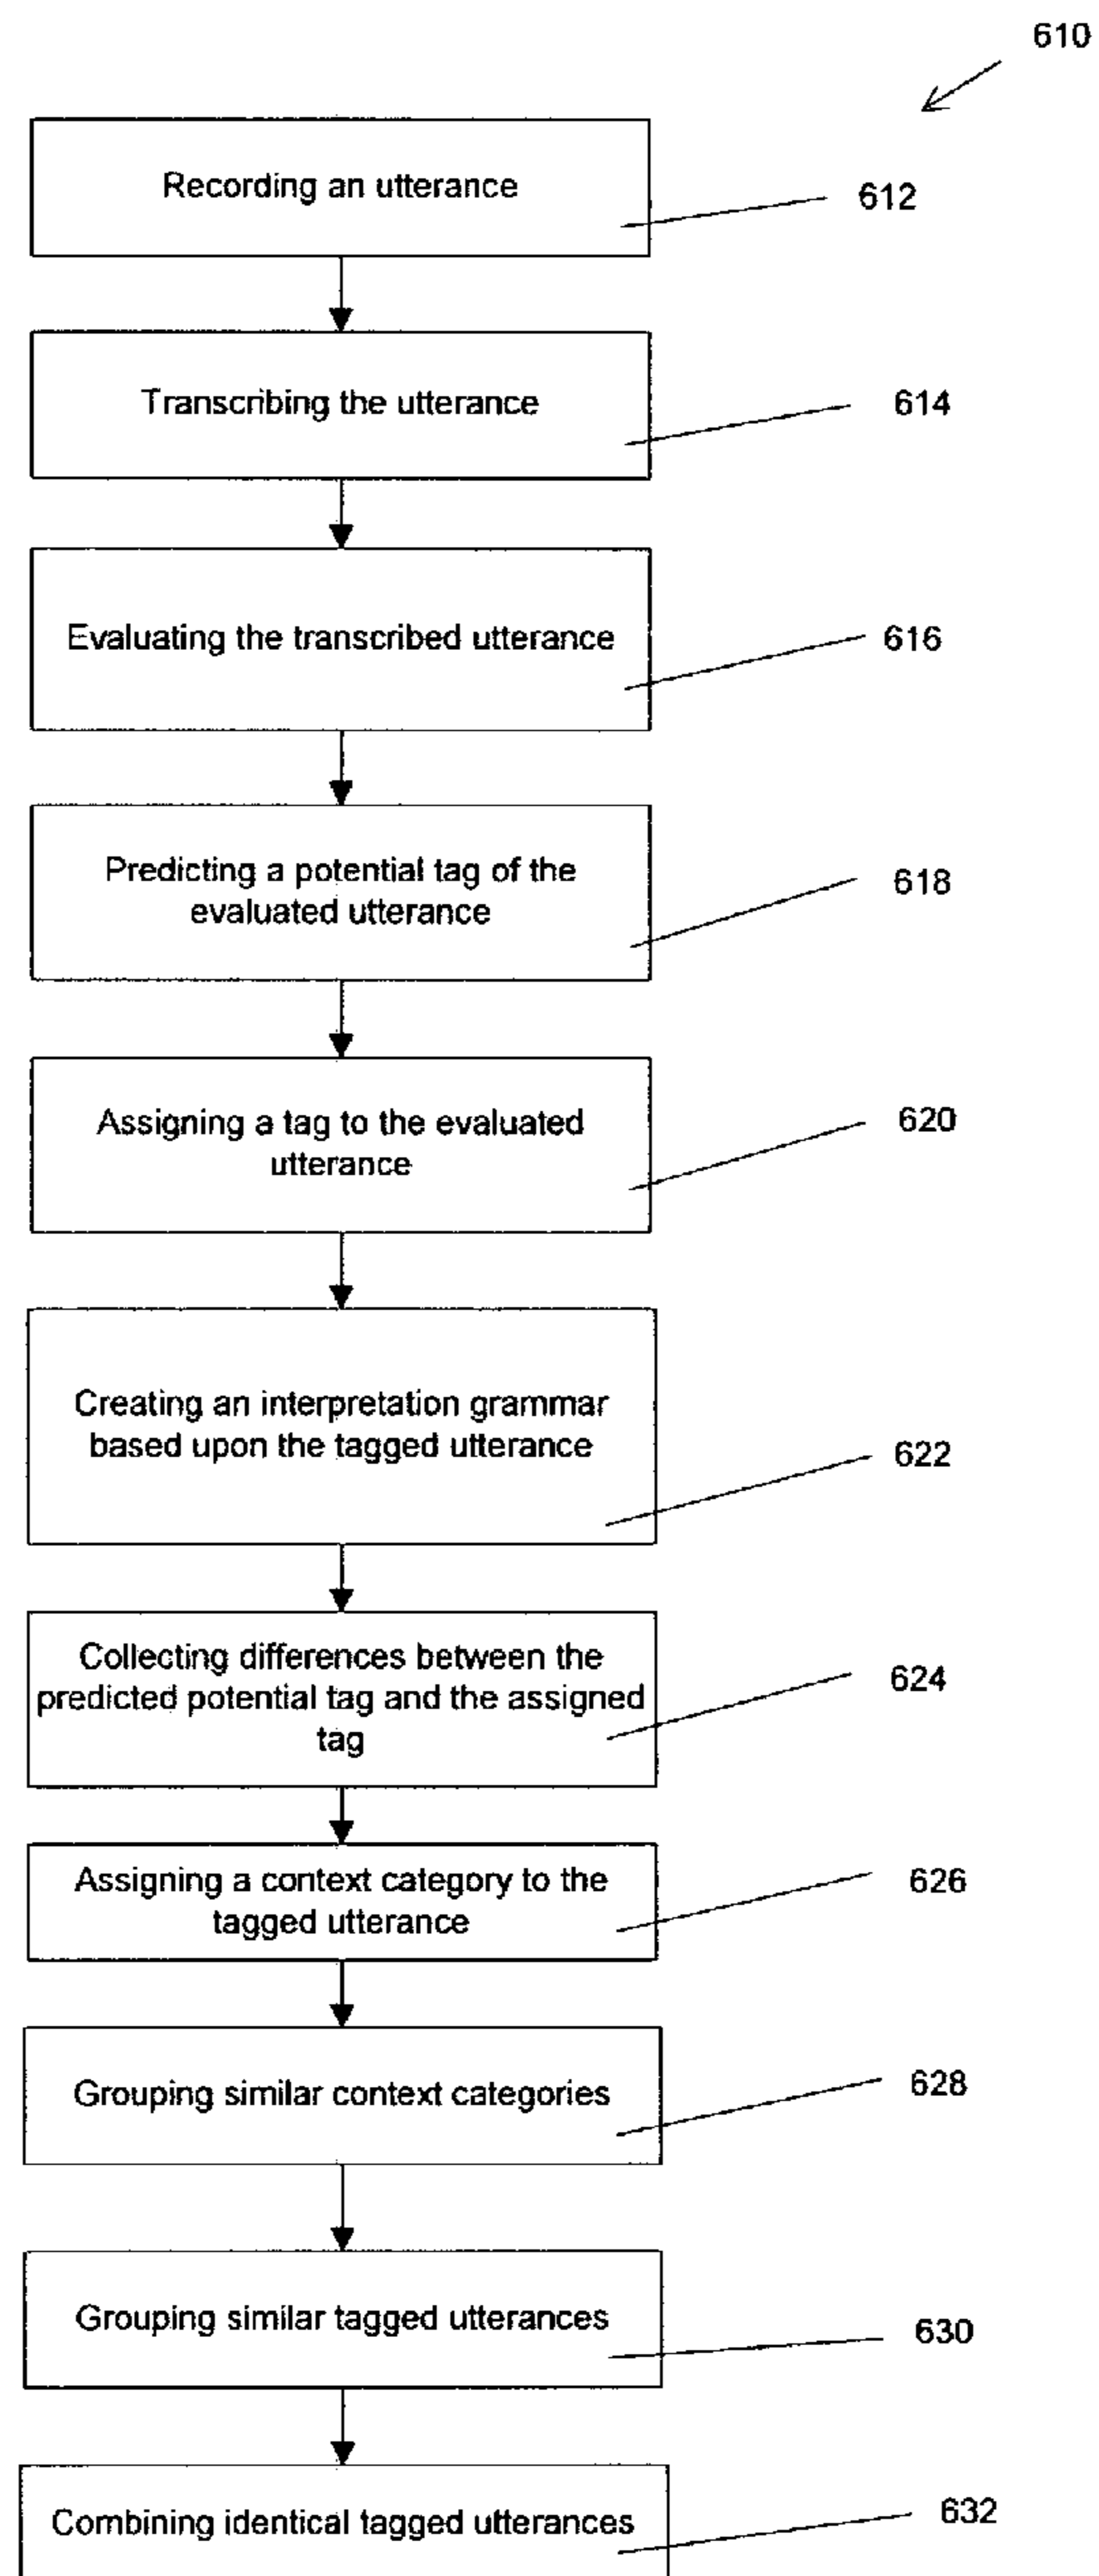 610
Recording an utterance
612
Transcribing the utterance
614
Evaluating the transcribed utterance
616
Predicting a potential tag of the
evaluated utterance
618
Assigning a tag to the evaluated
utterance
620
Creating an interpretation grammar
based upon the tagged utterance
622
Collecting differences between the
predicted potential tag and the assigned
tag
624
Assigning a context category to the
tagged utterance
626
Grouping similar context categories
628
Grouping similar tagged utterances
630
Combining identical tagged utterances
632